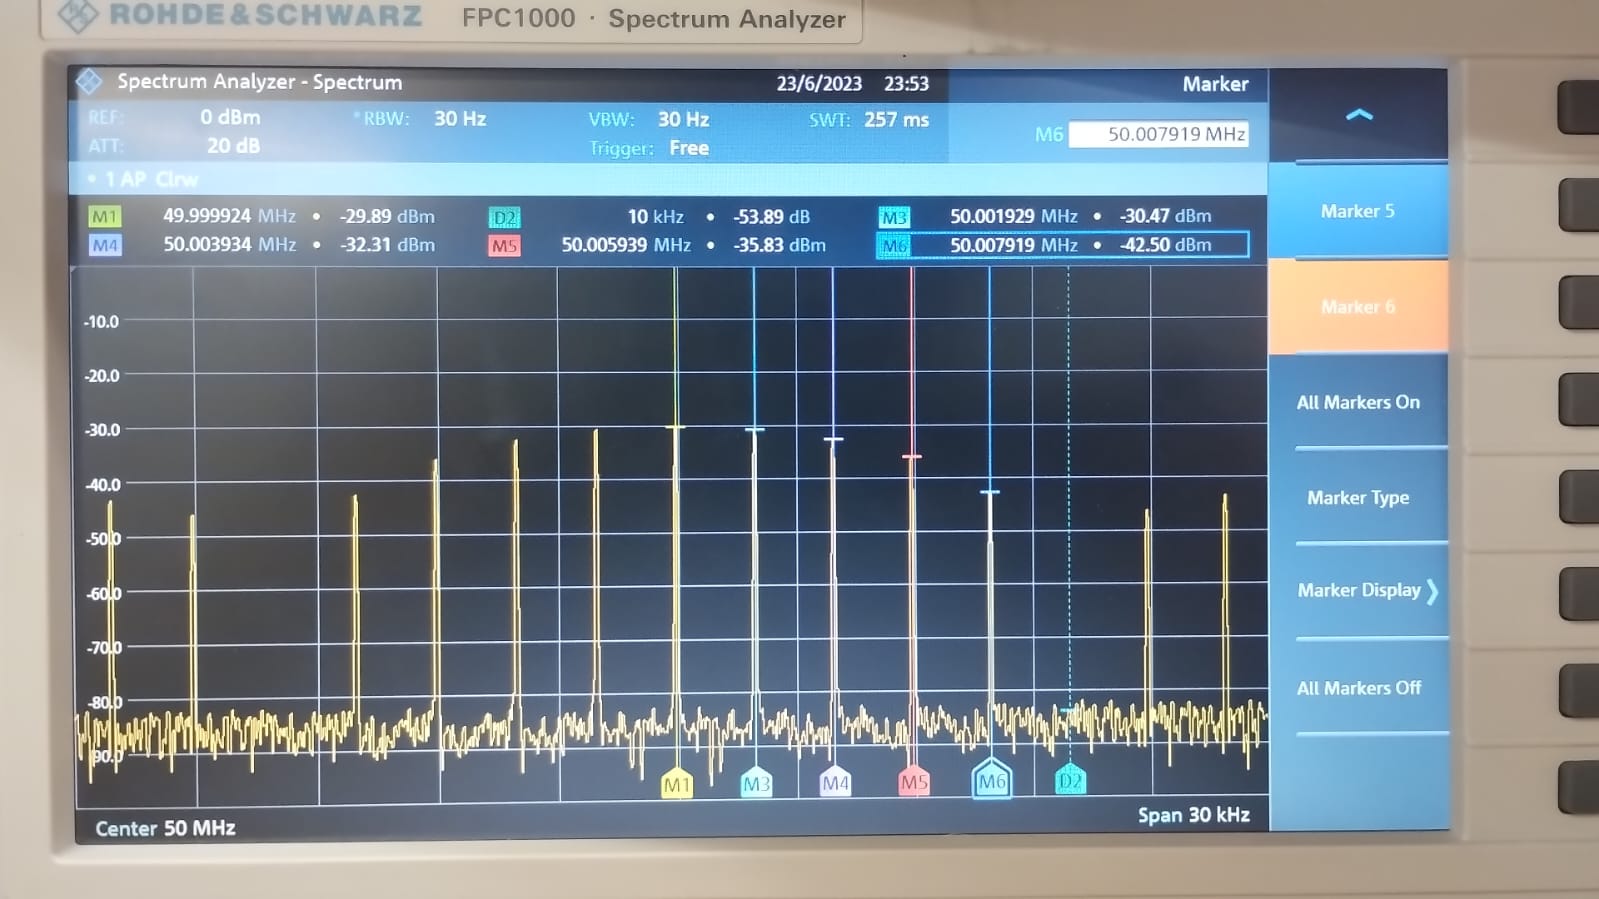 ROHDE & SCHWARZ FPC1000 · Spectrum Analyzer
Spectrum Analyzer - Spectrum 23/6/2023 23:53 Marker
REF: 0 dBm *RBW: 30 Hz VBW: 30 Hz SWT: 257 ms
ATT: 20 dB Trigger: Free M6 50.007919 MHz
• 1 AP Clrw
M1 49.999924 MHz • -29.89 dBm D2 10 kHz • -53.89 dB M3 50.001929 MHz • -30.47 dBm
M4 50.003934 MHz • -32.31 dBm M5 50.005939 MHz • -35.83 dBm M6 50.007919 MHz • -42.50 dBm
-10.0
-20.0
-30.0
-40.0
-50.0
-60.0
-70.0
-80.0
-90.0
M1 M3 M4 M5 M6 D2
Center 50 MHz Span 30 kHz
Marker 5
Marker 6
All Markers On
Marker Type
Marker Display
All Markers Off